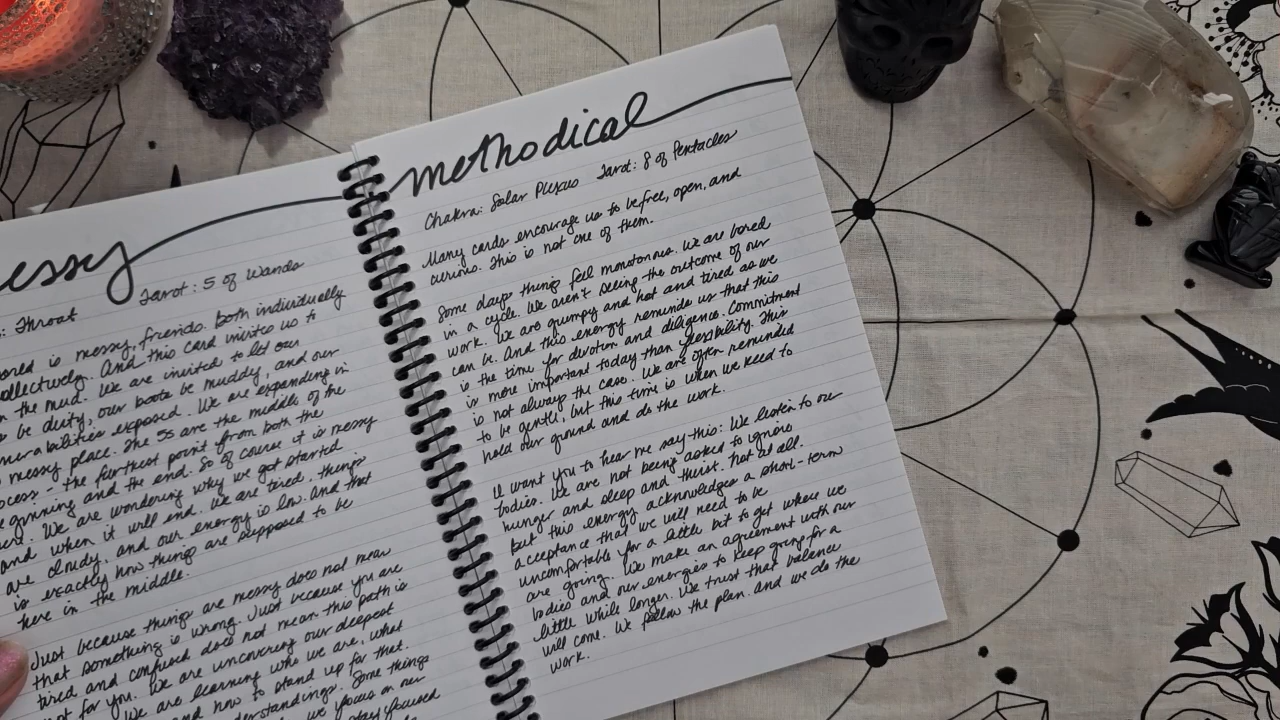 essy
Tarot: 5 of Wands
: Throat
ored is messy, friends. Both individually
ollectively. And this card invites us to
n the mud. We are invited to let our
o be dirty, our boots be muddy, and our
nerabilities exposed. We are expanding in
messy place. The 5s are the middle of the
ocess - the farthest point from both the
ginning and the end. So of course it is messy
here. We are wondering why we got started
and when it will end. We are tired, things
are cloudy, and our energy is low. And that
is exactly how things are supposed to be
here in the middle.
Just because things are messy does not mean
that something is wrong. Just because you are
tired and confused does not mean this path is
not for you. We are uncovering our deepest
We are learning who we are, what
and how to stand up for that.
understandings. Some things
we focus on our
stay focused
methodical
Chakra: Solar Plexus Tarot: 8 of Pentacles
Many cards encourage us to be free, open, and
curious. This is not one of them.
Some days things feel monotonous. We are bored
in a cycle. We aren't seeing the outcome of our
work. We are grumpy and hot and tired as we
can be. And this energy reminds us that this
is the time for devotion and diligence. Commitment
is more important today than flexibility. This
is not always the case. We are often reminded
to be gentle, but this time is when we need to
hold our ground and do the work.
I want you to hear me say this: We listen to our
bodies. We are not being asked to ignore
hunger and sleep and thirst. Not at all.
But this energy acknowledges a short-term
acceptance that we will need to be
uncomfortable for a little bit to get where we
are going. We make an agreement with our
bodies and our energies to keep going for a
little while longer. We trust that balance
will come. We follow the plan. And we do the
work.